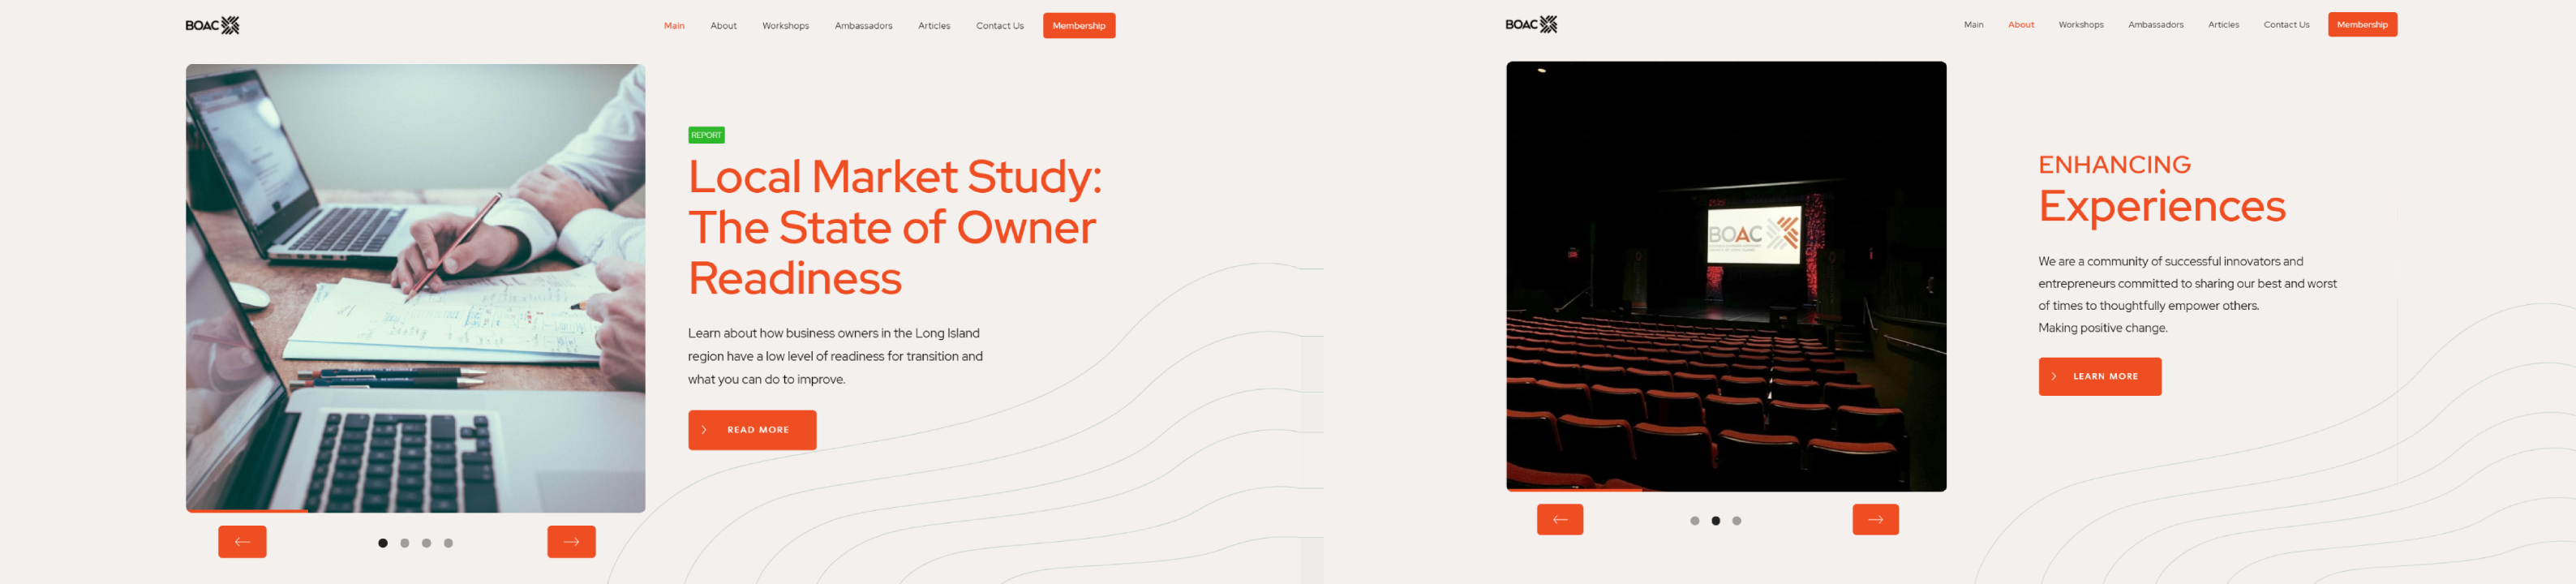 BOAC
Main About Workshops Ambassadors Articles Contact Us Membership
REPORT
Local Market Study:
The State of Owner
Readiness
Learn about how business owners in the Long Island
region have a low level of readiness for transition and
what you can do to improve.
READ MORE
BOAC
Main About Workshops Ambassadors Articles Contact Us Membership
BOAC
ENHANCING
Experiences
We are a community of successful innovators and
entrepreneurs committed to sharing our best and worst
of times to thoughtfully empower others.
Making positive change.
LEARN MORE